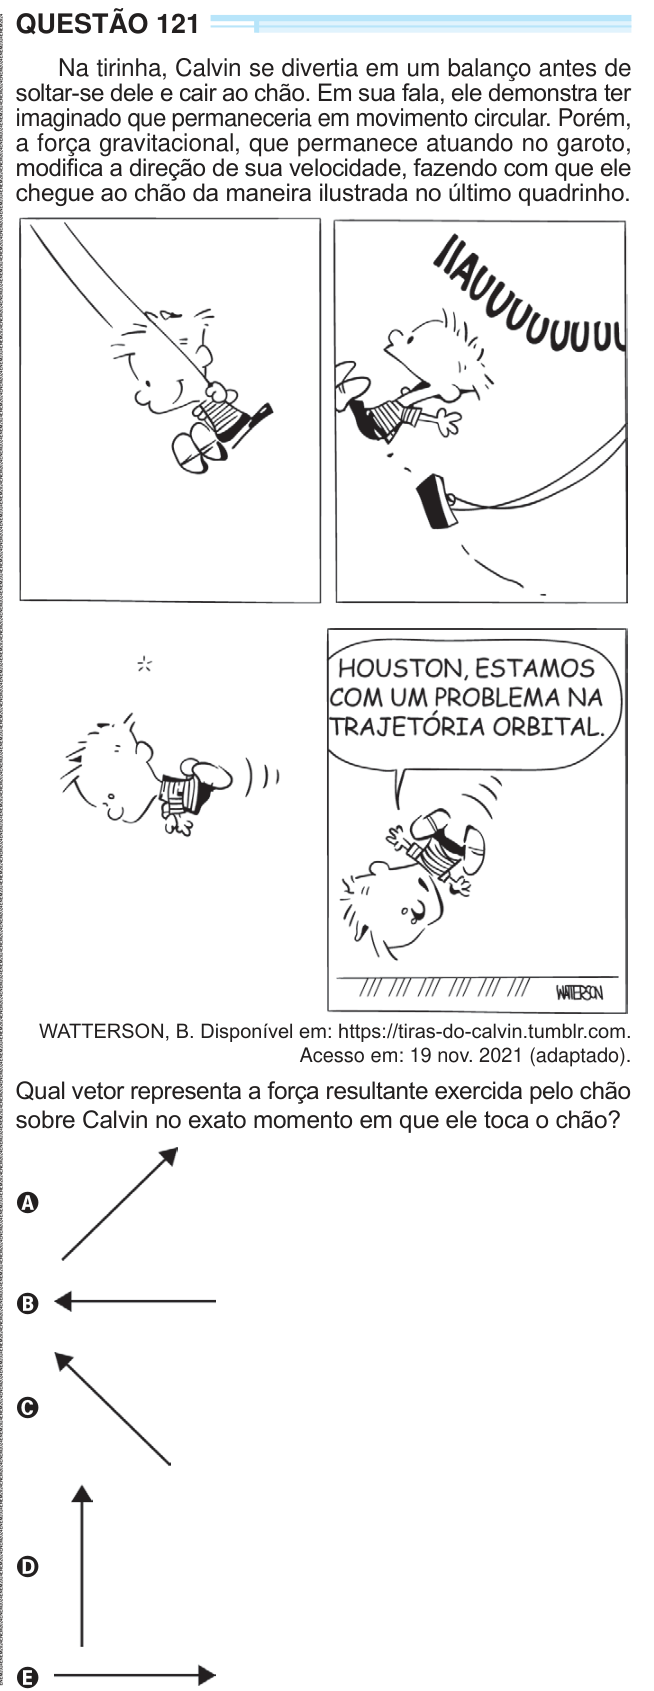 QUESTÃO 121
Na tirinha, Calvin se divertia em um balanço antes de
soltar-se dele e cair ao chão. Em sua fala, ele demonstra ter
imaginado que permaneceria em movimento circular. Porém,
a força gravitacional, que permanece atuando no garoto,
modifica a direção de sua velocidade, fazendo com que ele
chegue ao chão da maneira ilustrada no último quadrinho.
IIAUUUUUUUUU
HOUSTON, ESTAMOS
COM UM PROBLEMA NA
TRAJETÓRIA ORBITAL.
WATTERSON
WATTERSON, B. Disponível em: https://tiras-do-calvin.tumblr.com.
Acesso em: 19 nov. 2021 (adaptado).
Qual vetor representa a força resultante exercida pelo chão
sobre Calvin no exato momento em que ele toca o chão?
A
B
C
D
E